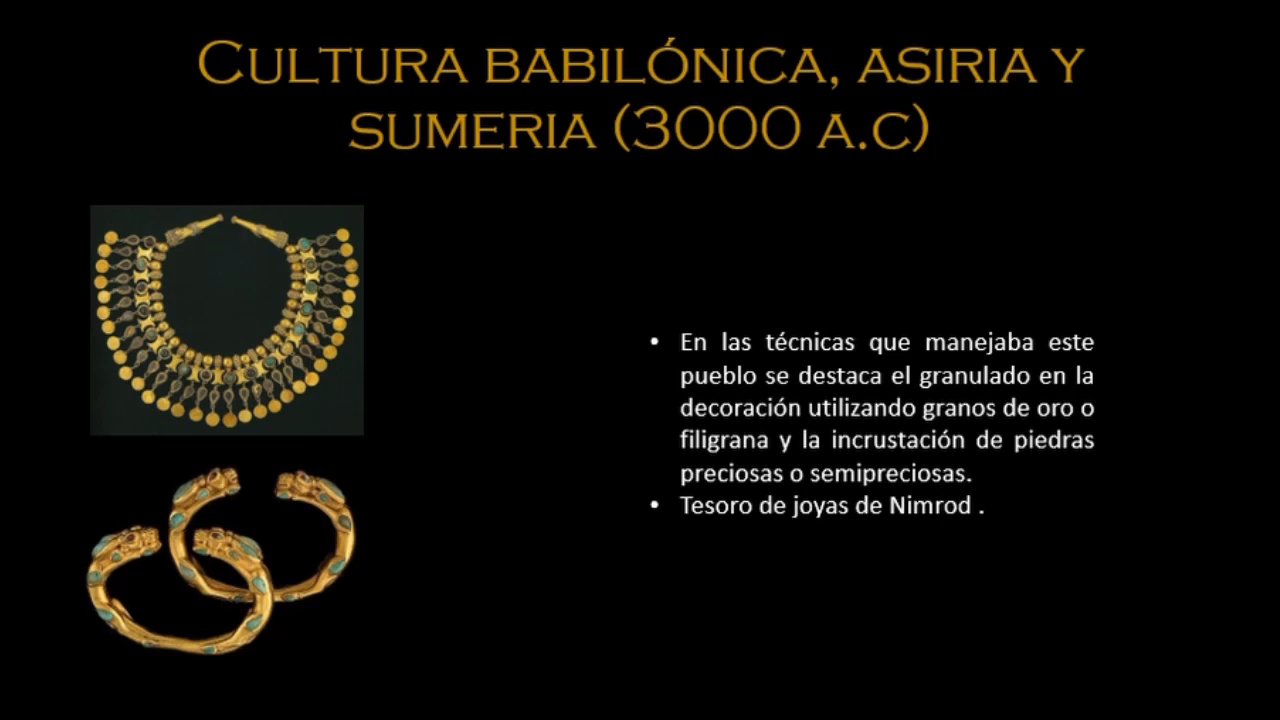 CULTURA BABILÓNICA, ASIRIA Y
SUMERIA (3000 A.C)
• En las técnicas que manejaba este
pueblo se destaca el granulado en la
decoración utilizando granos de oro o
filigrana y la incrustación de piedras
preciosas o semipreciosas.
• Tesoro de joyas de Nimrod .